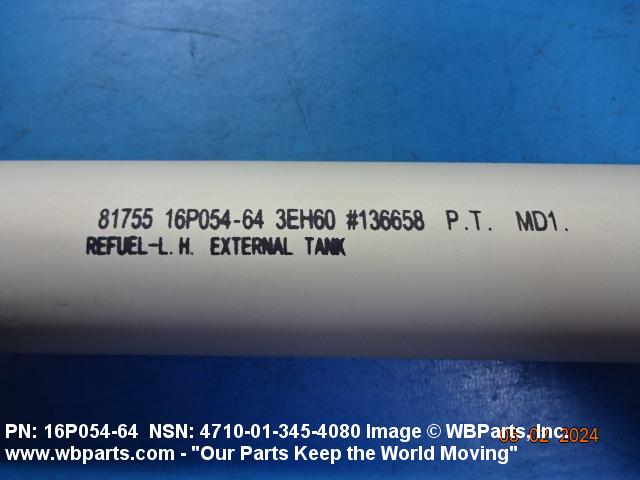 81755 16P054-64 3EH60 #136658 P.T. MD1.
REFUEL-L.H. EXTERNAL TANK
PN: 16P054-64 NSN: 4710-01-345-4080 Image © WBParts, Inc.
02 2024
www.wbparts.com - "Our Parts Keep the World Moving"